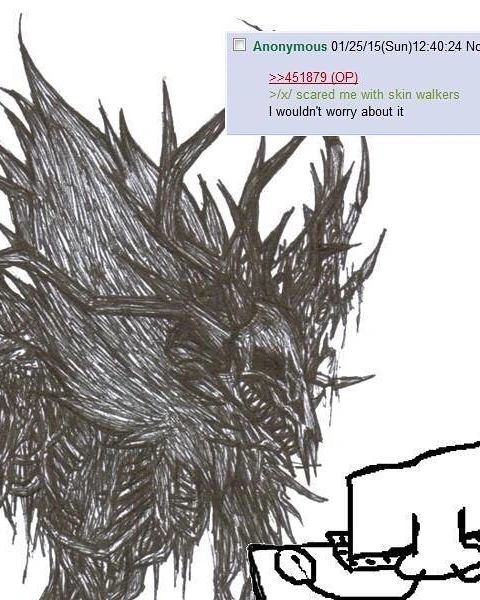 Anonymous 01/25/15(Sun)12:40:24 No
>>451879 (OP)
>/x/ scared me with skin walkers
I wouldn't worry about it